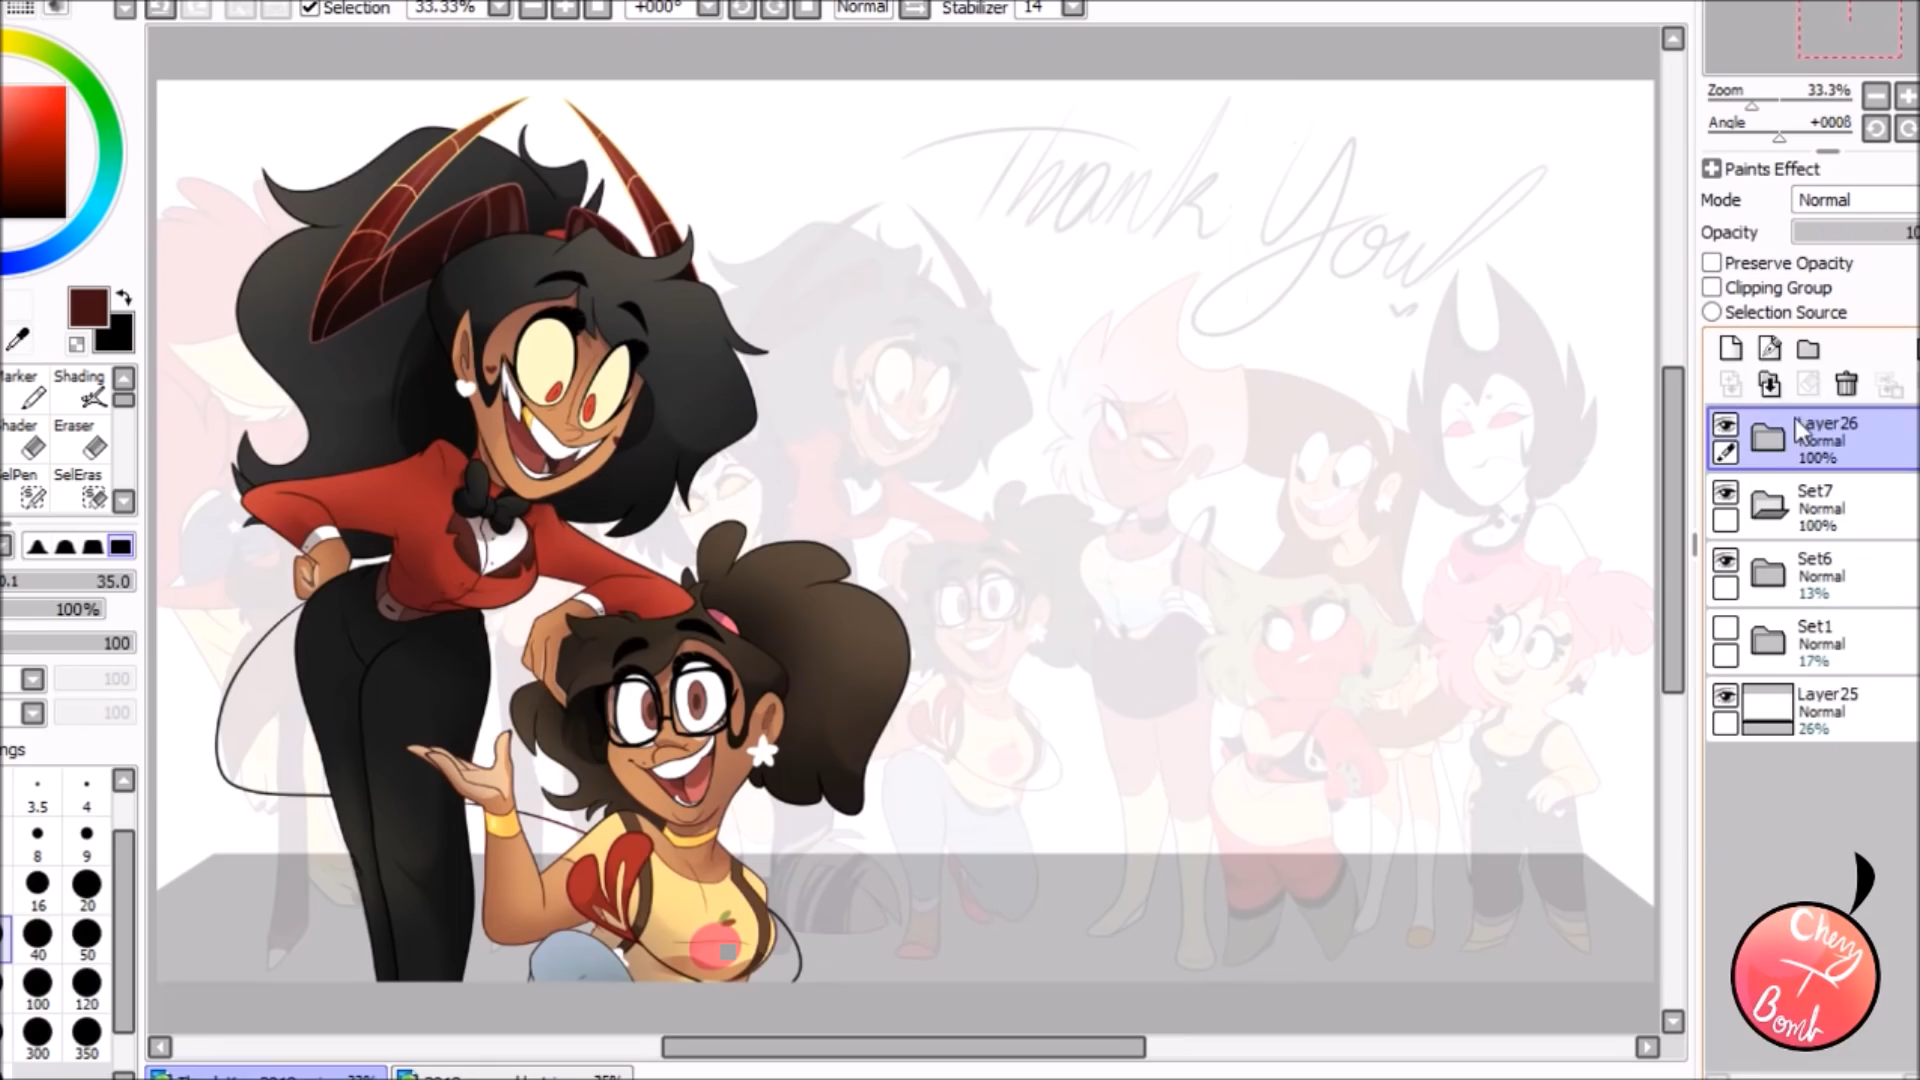 Selection 33.33% +000° Normal Stabilizer 14
Zoom 33.3%
Angle
Paints Effect
Mode Normal
Opacity
Preserve Opacity
Clipping Group
Selection Source
Thank You!
Shading
Eraser
SelEras
35.0
100%
100
100
100
3.5 4
8 9
16 20
40 50
100 120
300 350
Layer26
Normal
100%
Set7
Normal
100%
Set6
Normal
13%
Set1
Normal
17%
Layer25
Normal
26%
Cherry
Bomb